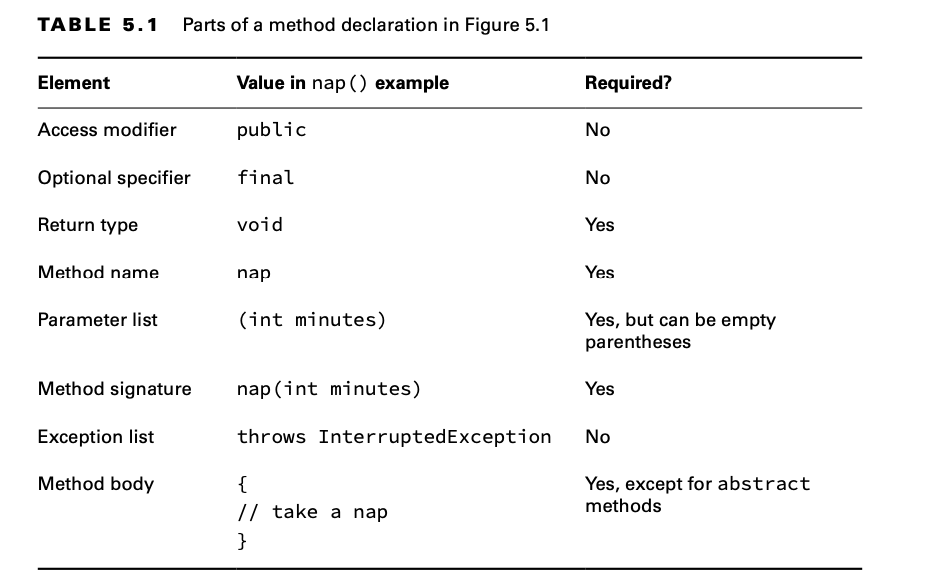 TABLE 5.1 Parts of a method declaration in Figure 5.1
Element Value in nap() example Required?
Access modifier public No
Optional specifier final No
Return type void Yes
Method name nap Yes
Parameter list (int minutes) Yes, but can be empty
parentheses
Method signature nap(int minutes) Yes
Exception list throws InterruptedException No
Method body { Yes, except for abstract
methods
// take a nap
}